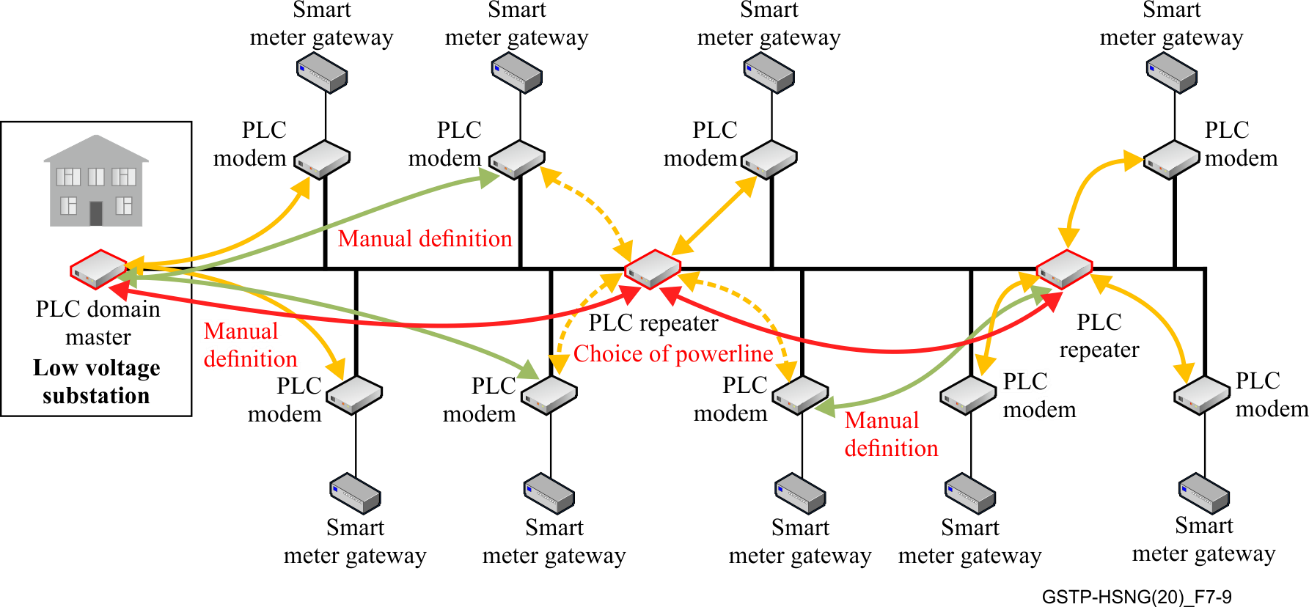 Smart
meter gateway
Smart
meter gateway
Smart
meter gateway
Smart
meter gateway
PLC
modem
PLC
modem
PLC
modem
PLC
modem
Manual definition
PLC domain
master
Low voltage
substation
Manual
definition
PLC repeater
Choice of powerline
PLC
repeater
PLC
modem
PLC
modem
PLC
modem
PLC
modem
PLC
modem
Manual
definition
Smart
meter gateway
Smart
meter gateway
Smart
meter gateway
Smart
meter gateway
Smart
meter gateway
GSTP-HSNG(20)_F7-9